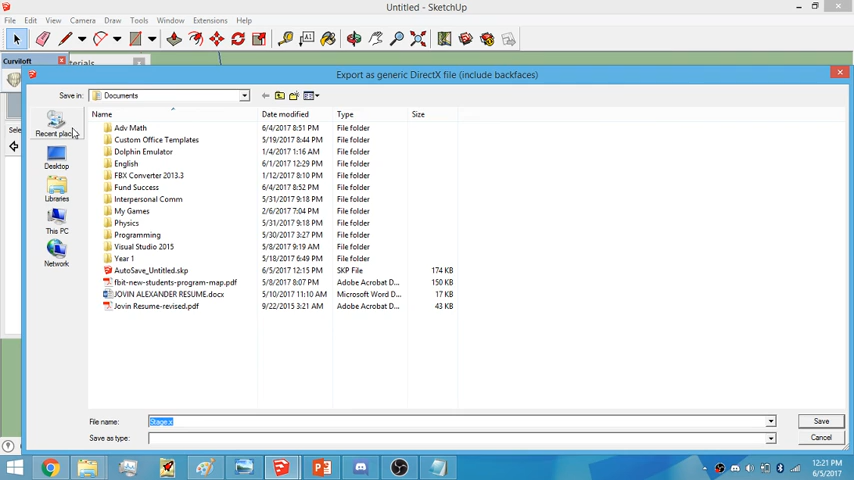 Untitled - SketchUp
File Edit View Camera Draw Tools Window Extensions Help
Curviloft
Export as generic DirectX file (include backfaces)
Save in: Documents
Name Date modified Type Size
Adv Math 6/4/2017 8:51 PM File folder
Custom Office Templates 5/19/2017 8:44 PM File folder
Dolphin Emulator 1/4/2017 1:16 AM File folder
English 6/1/2017 12:29 PM File folder
FBX Converter 2013.3 1/12/2017 8:10 PM File folder
Fund Success 6/4/2017 8:52 PM File folder
Interpersonal Comm 5/31/2017 9:18 PM File folder
My Games 2/6/2017 7:04 PM File folder
Physics 5/31/2017 9:18 PM File folder
Programming 5/30/2017 3:27 PM File folder
Visual Studio 2015 5/8/2017 9:19 AM File folder
Year 1 5/18/2017 6:49 PM File folder
AutoSave_Untitled.skp 6/5/2017 12:15 PM SKP File 174 KB
fbit-new-students-program-map.pdf 5/8/2017 8:07 PM Adobe Acrobat D... 150 KB
JOVIN ALEXANDER RESUME.docx 5/10/2017 11:10 AM Microsoft Word D... 17 KB
Jovin Resume-revised.pdf 9/22/2015 3:21 AM Adobe Acrobat D... 43 KB
Recent places
Desktop
Libraries
This PC
Network
File name: Stage.x Save
Save as type: Cancel
12:21 PM
6/5/2017